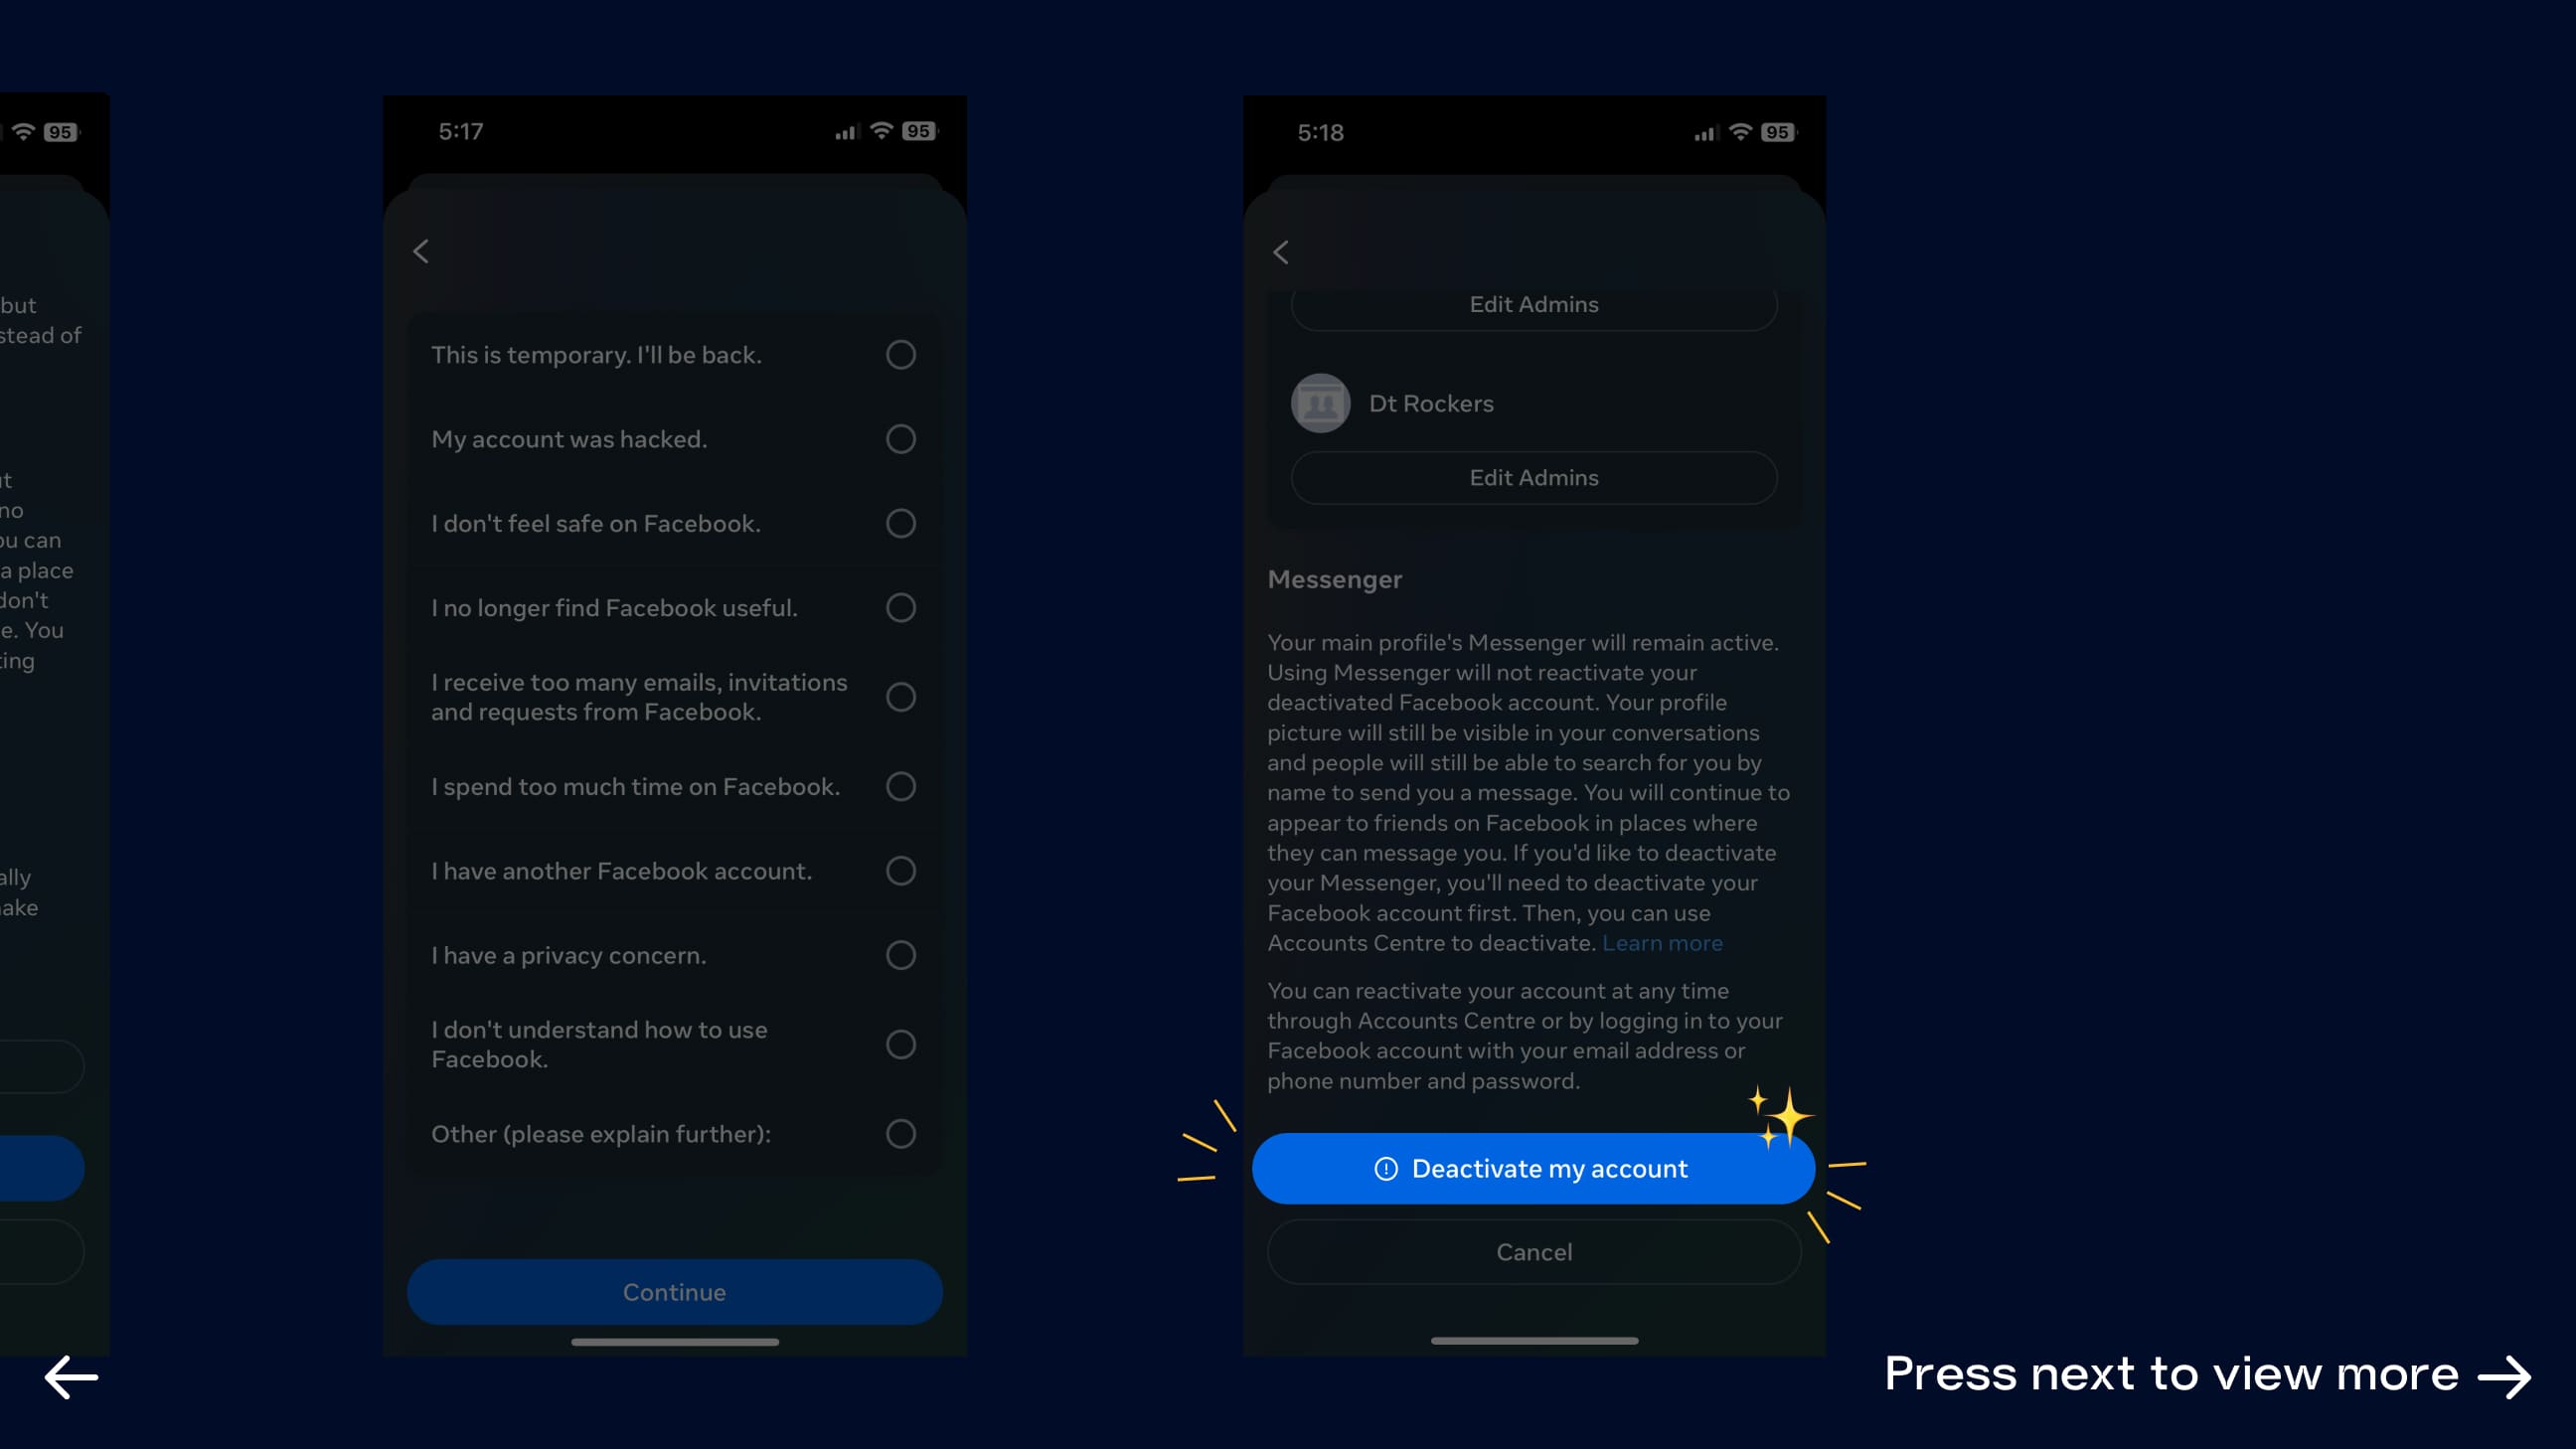 95
but
stead of
no
ou can
a place
don't
e. You
ting
ally
ake
5:17
95
This is temporary. I'll be back.
My account was hacked.
I don't feel safe on Facebook.
I no longer find Facebook useful.
I receive too many emails, invitations
and requests from Facebook.
I spend too much time on Facebook.
I have another Facebook account.
I have a privacy concern.
I don't understand how to use
Facebook.
Other (please explain further):
Continue
5:18
95
Edit Admins
Dt Rockers
Edit Admins
Messenger
Your main profile's Messenger will remain active.
Using Messenger will not reactivate your
deactivated Facebook account. Your profile
picture will still be visible in your conversations
and people will still be able to search for you by
name to send you a message. You will continue to
appear to friends on Facebook in places where
they can message you. If you'd like to deactivate
your Messenger, you'll need to deactivate your
Facebook account first. Then, you can use
Accounts Centre to deactivate. Learn more
You can reactivate your account at any time
through Accounts Centre or by logging in to your
Facebook account with your email address or
phone number and password.
Deactivate my account
Cancel
Press next to view more